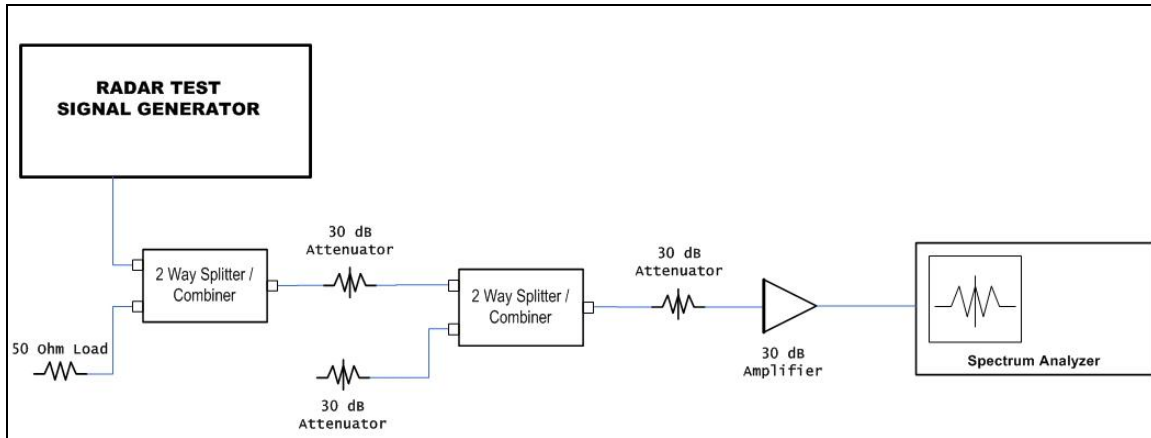 RADAR TEST
SIGNAL GENERATOR
2 Way Splitter /
Combiner
50 Ohm Load
30 dB
Attenuator
30 dB
Attenuator
2 Way Splitter /
Combiner
30 dB
Attenuator
30 dB
Amplifier
Spectrum Analyzer